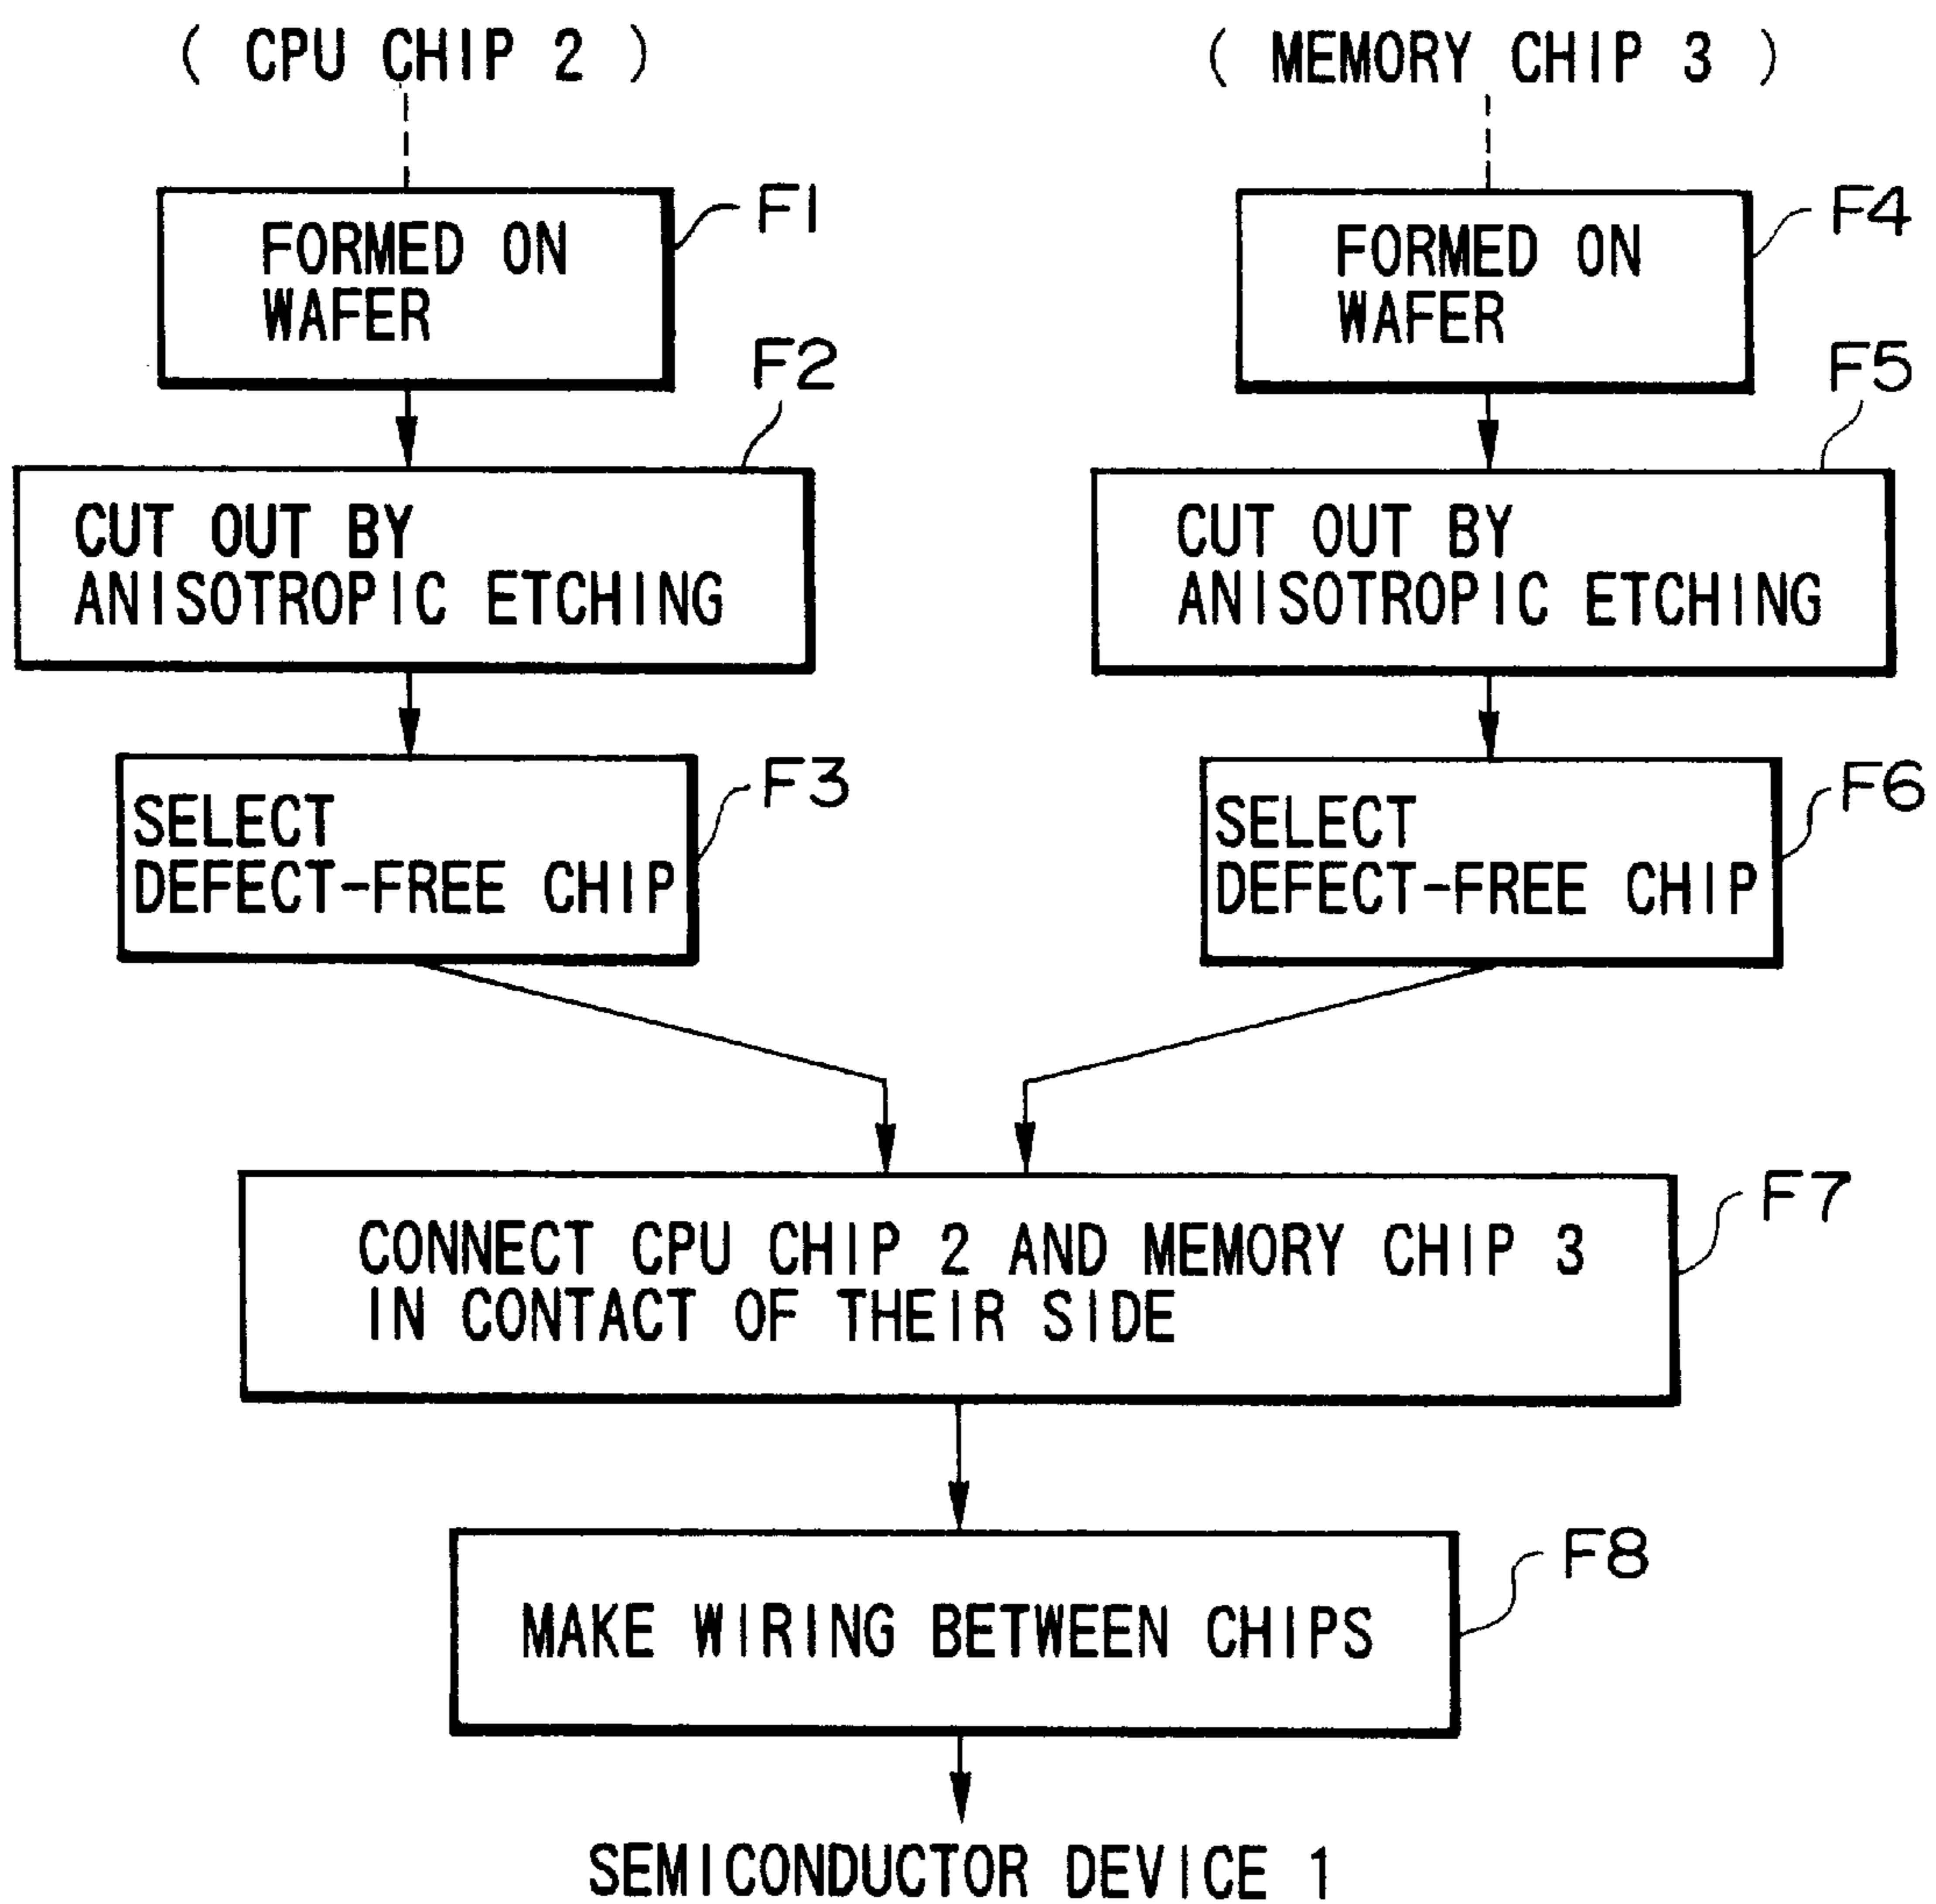 ( CPU CHIP 2 )
( MEMORY CHIP 3 )
FORMED ON
WAFER
F1
FORMED ON
WAFER
F4
F2
CUT OUT BY
ANISOTROPIC ETCHING
F5
CUT OUT BY
ANISOTROPIC ETCHING
SELECT
DEFECT-FREE CHIP
F3
SELECT
DEFECT-FREE CHIP
F6
CONNECT CPU CHIP 2 AND MEMORY CHIP 3
IN CONTACT OF THEIR SIDE
F7
MAKE WIRING BETWEEN CHIPS
F8
SEMICONDUCTOR DEVICE 1